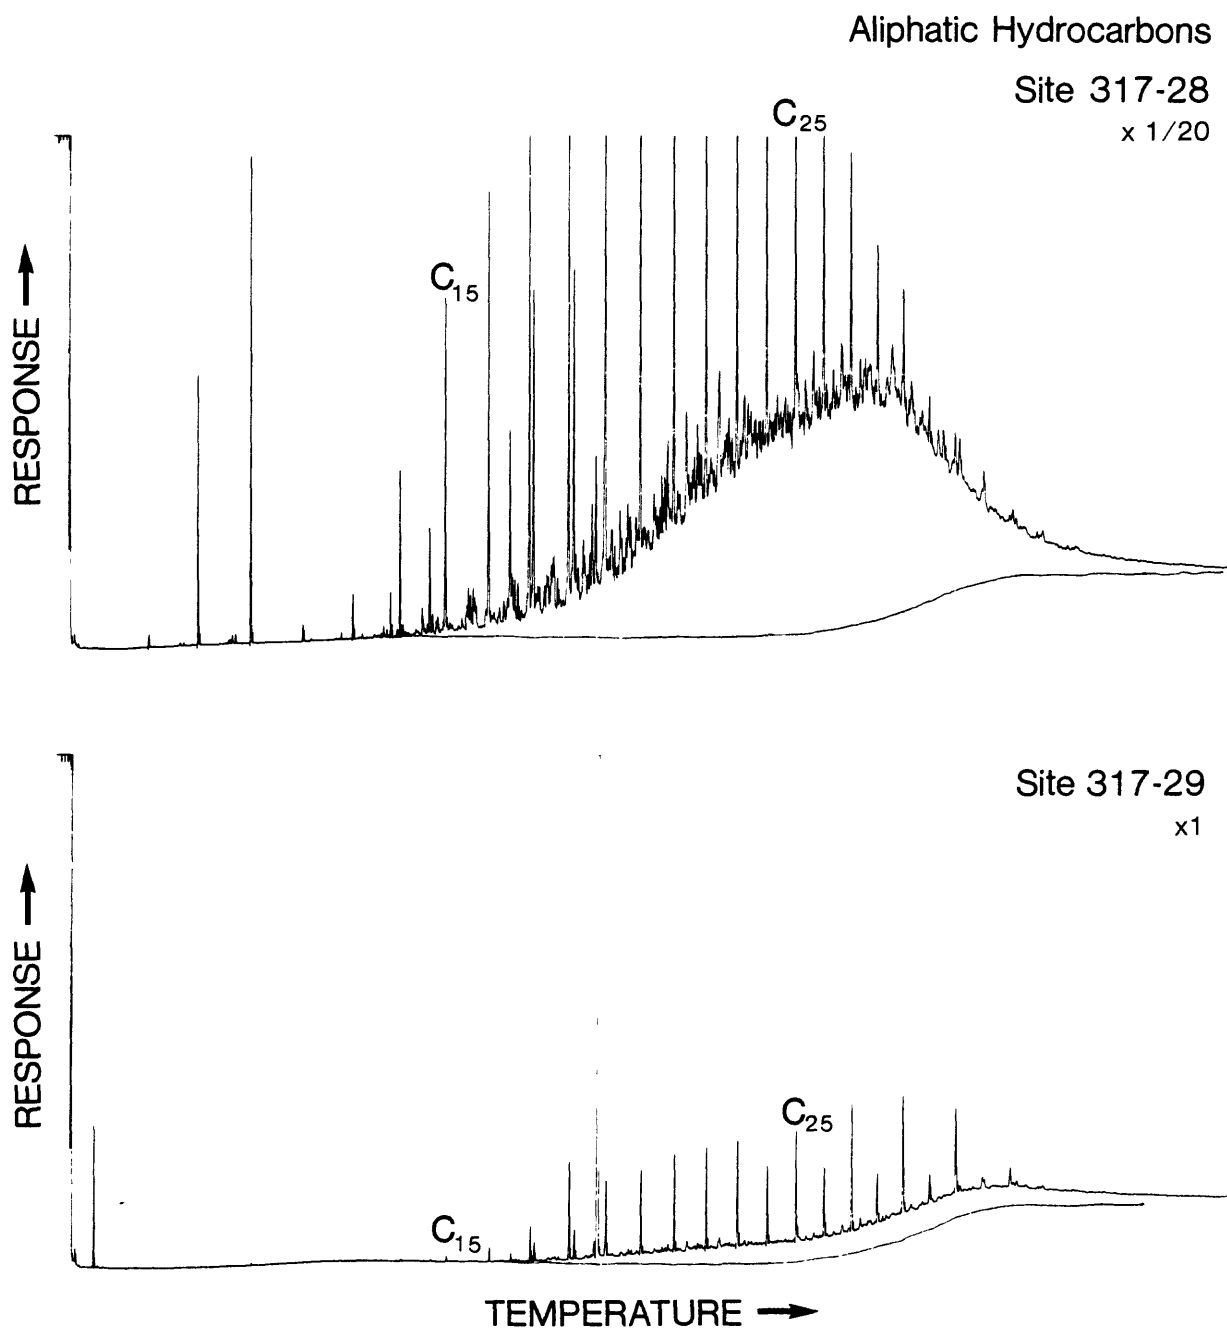 Aliphatic Hydrocarbons
Site 317-28
x 1/20
C25
C15
RESPONSE
Site 317-29
x1
C25
C15
RESPONSE
TEMPERATURE